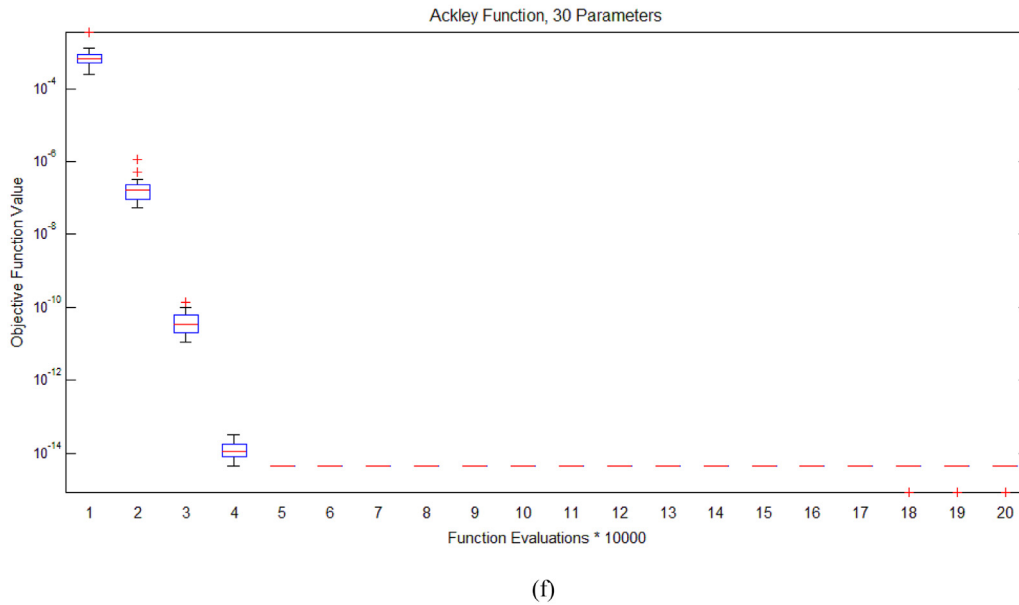 Ackley Function, 30 Parameters
10^-4
10^-6
10^-8
10^-10
10^-12
10^-14
Objective Function Value
1 2 3 4 5 6 7 8 9 10 11 12 13 14 15 16 17 18 19 20
Function Evaluations * 10000
(f)